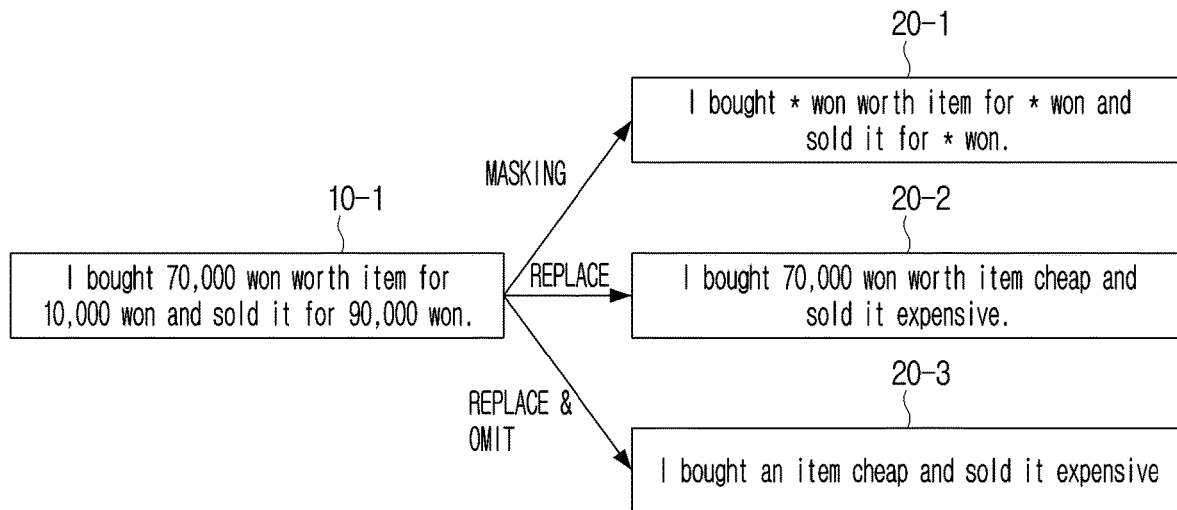 20-1
I bought * won worth item for * won and
sold it for * won.
MASKING
10-1
20-2
I bought 70,000 won worth item for
10,000 won and sold it for 90,000 won.
REPLACE
I bought 70,000 won worth item cheap and
sold it expensive.
20-3
REPLACE &
OMIT
I bought an item cheap and sold it expensive